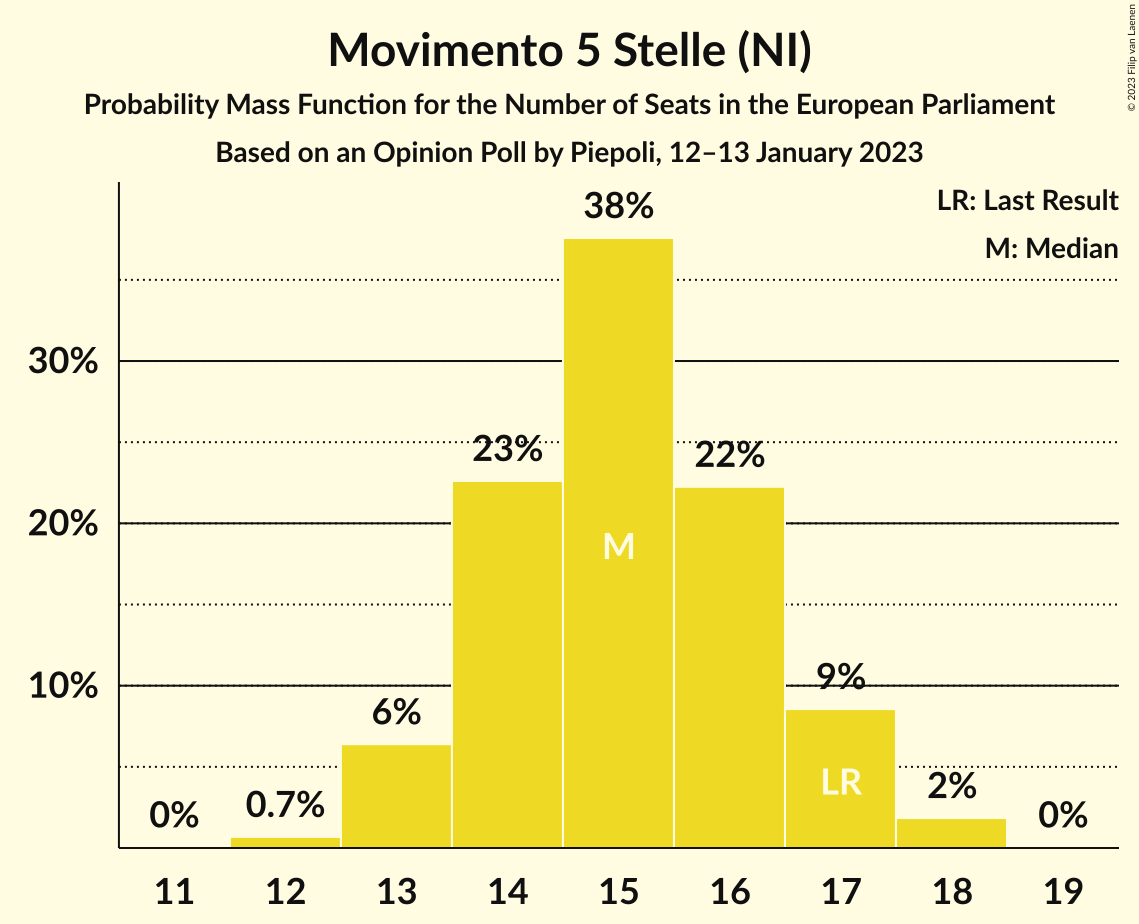 Movimento 5 Stelle (NI)
Probability Mass Function for the Number of Seats in the European Parliament
Based on an Opinion Poll by Piepoli, 12–13 January 2023
© 2023 Filip van Laenen
LR: Last Result
M: Median
38%
30%
23%
22%
20%
M
10%
9%
6%
LR
2%
0.7%
0%
0%
11 12 13 14 15 16 17 18 19